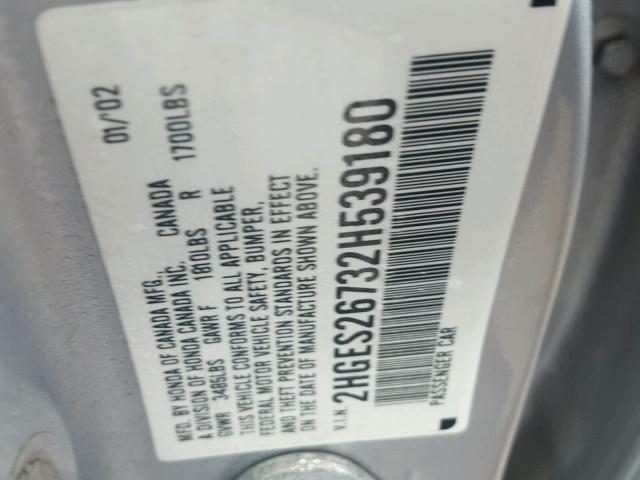 MFD. BY HONDA OF CANADA MFG., 01/'02
A DIVISION OF HONDA CANADA INC. CANADA
GVWR 3485LBS GAWR F 1810LBS R 1700LBS
THIS VEHICLE CONFORMS TO ALL APPLICABLE
FEDERAL MOTOR VEHICLE SAFETY, BUMPER,
AND THEFT PREVENTION STANDARDS IN EFFECT
ON THE DATE OF MANUFACTURE SHOWN ABOVE.
V.I.N. 2HGES26732H539180
PASSENGER CAR